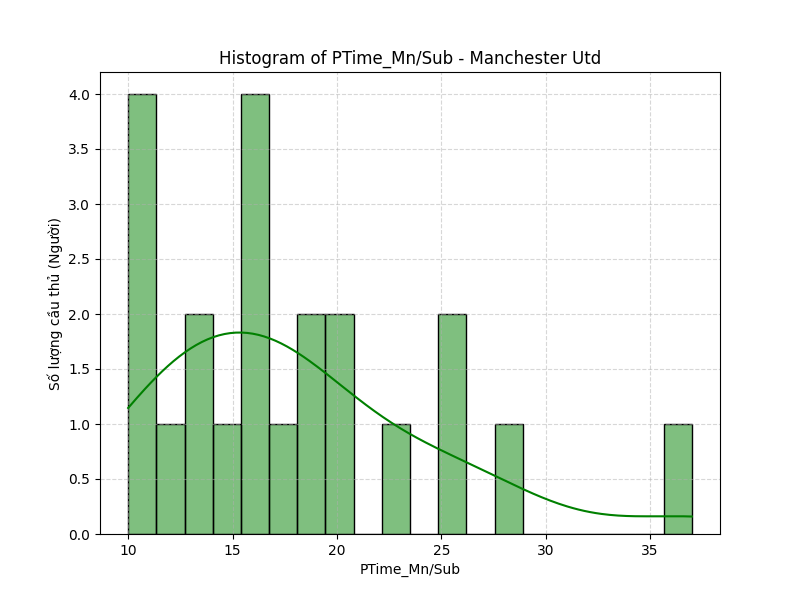 Histogram of PTime_Mn/Sub - Manchester Utd
Số lượng cầu thủ (Người)
4.0
3.5
3.0
2.5
2.0
1.5
1.0
0.5
0.0
10 15 20 25 30 35
PTime_Mn/Sub